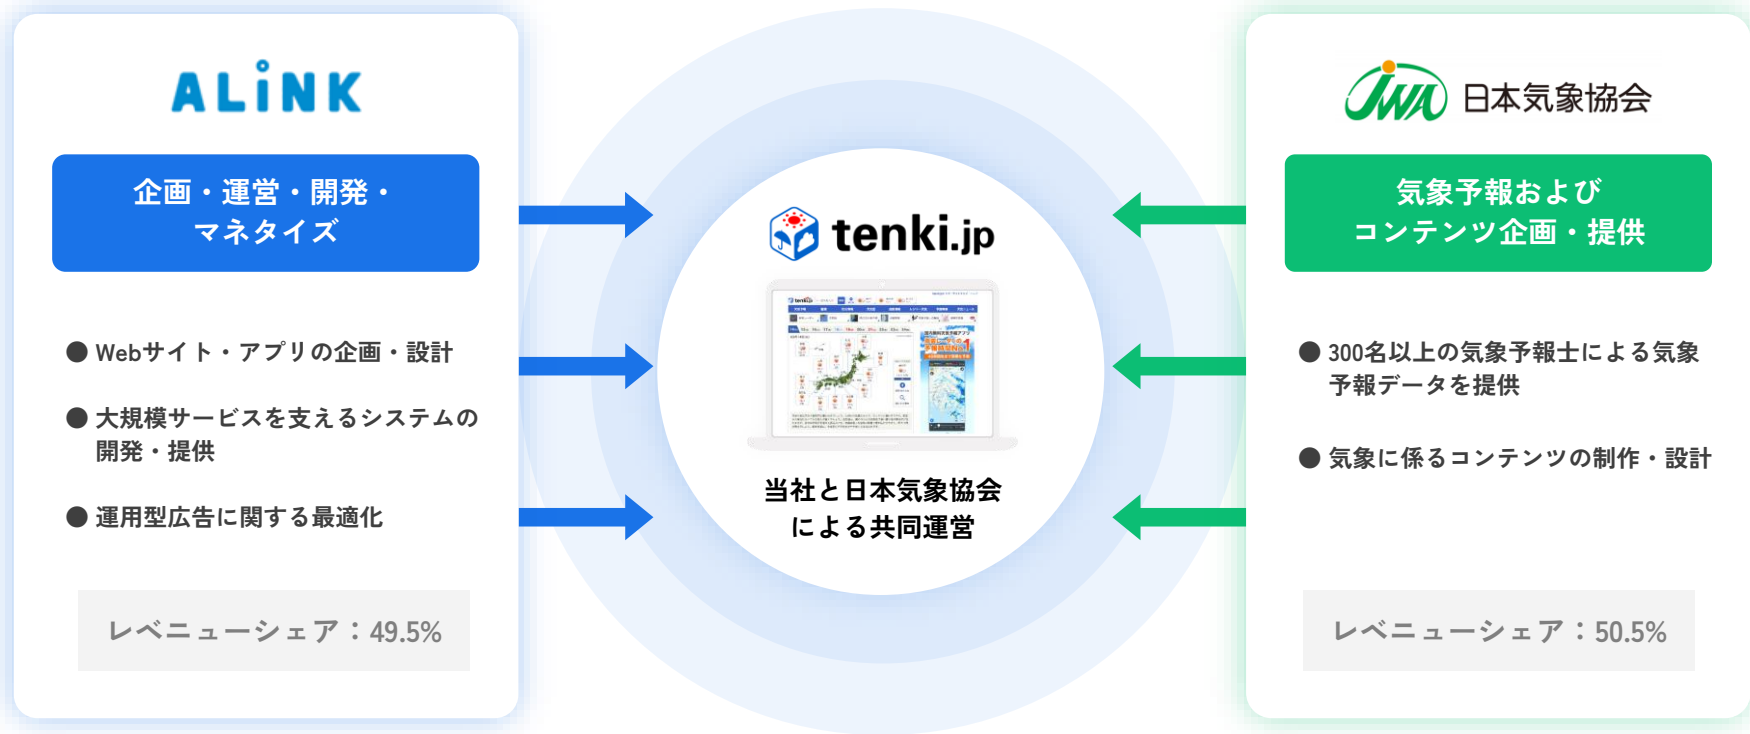 ALiNK
企画・運営・開発・
マネタイズ
● Webサイト・アプリの企画・設計
● 大規模サービスを支えるシステムの
開発・提供
● 運用型広告に関する最適化
レベニューシェア：49.5%
tenki.jp
tenki.jp
当社と日本気象協会
による共同運営
JWA 日本気象協会
気象予報および
コンテンツ企画・提供
● 300名以上の気象予報士による気象
予報データを提供
● 気象に係るコンテンツの制作・設計
レベニューシェア：50.5%